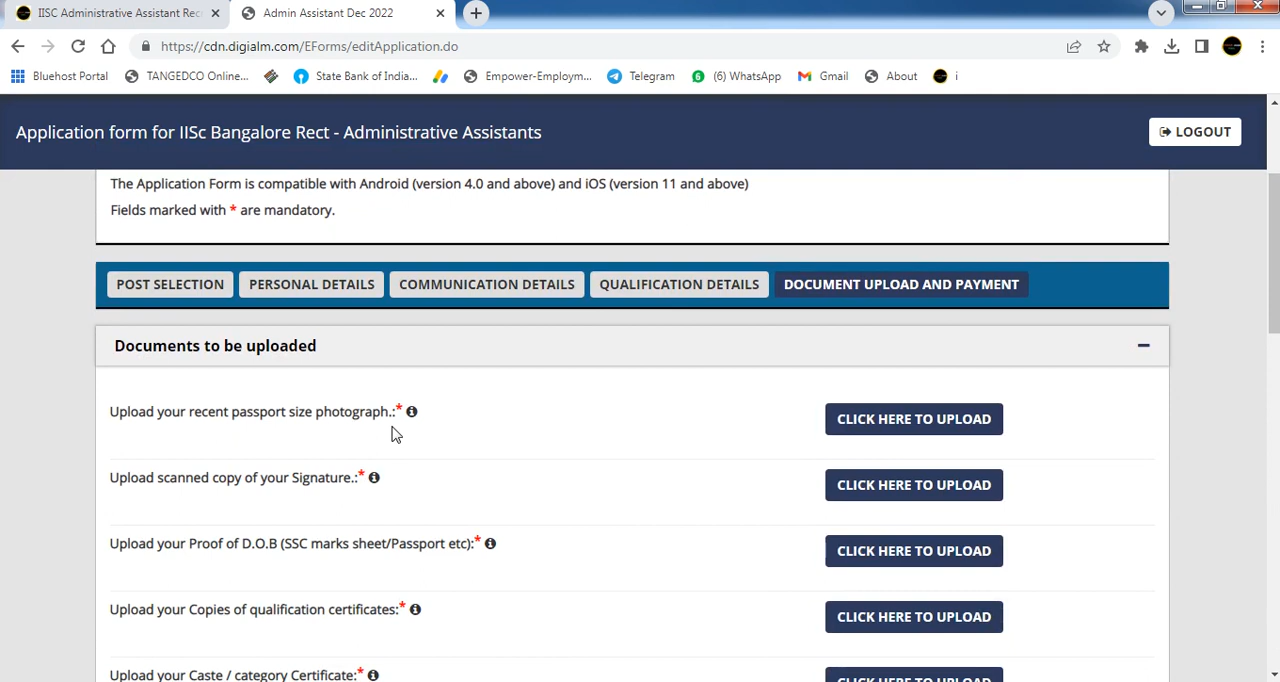 IISC Administrative Assistant Rec
Admin Assistant Dec 2022
https://cdn.digialm.com/EForms/editApplication.do
Bluehost Portal
TANGEDCO Online...
State Bank of India...
Empower-Employm...
Telegram
6
(6) WhatsApp
Gmail
About
i
Application form for IISc Bangalore Rect - Administrative Assistants
LOGOUT
The Application Form is compatible with Android (version 4.0 and above) and iOS (version 11 and above)
Fields marked with * are mandatory.
POST SELECTION
PERSONAL DETAILS
COMMUNICATION DETAILS
QUALIFICATION DETAILS
DOCUMENT UPLOAD AND PAYMENT
Documents to be uploaded
Upload your recent passport size photograph.:*
CLICK HERE TO UPLOAD
Upload scanned copy of your Signature.:*
CLICK HERE TO UPLOAD
Upload your Proof of D.O.B (SSC marks sheet/Passport etc):*
CLICK HERE TO UPLOAD
Upload your Copies of qualification certificates:*
CLICK HERE TO UPLOAD
Upload your Caste / category Certificate:*
CLICK HERE TO UPLOAD